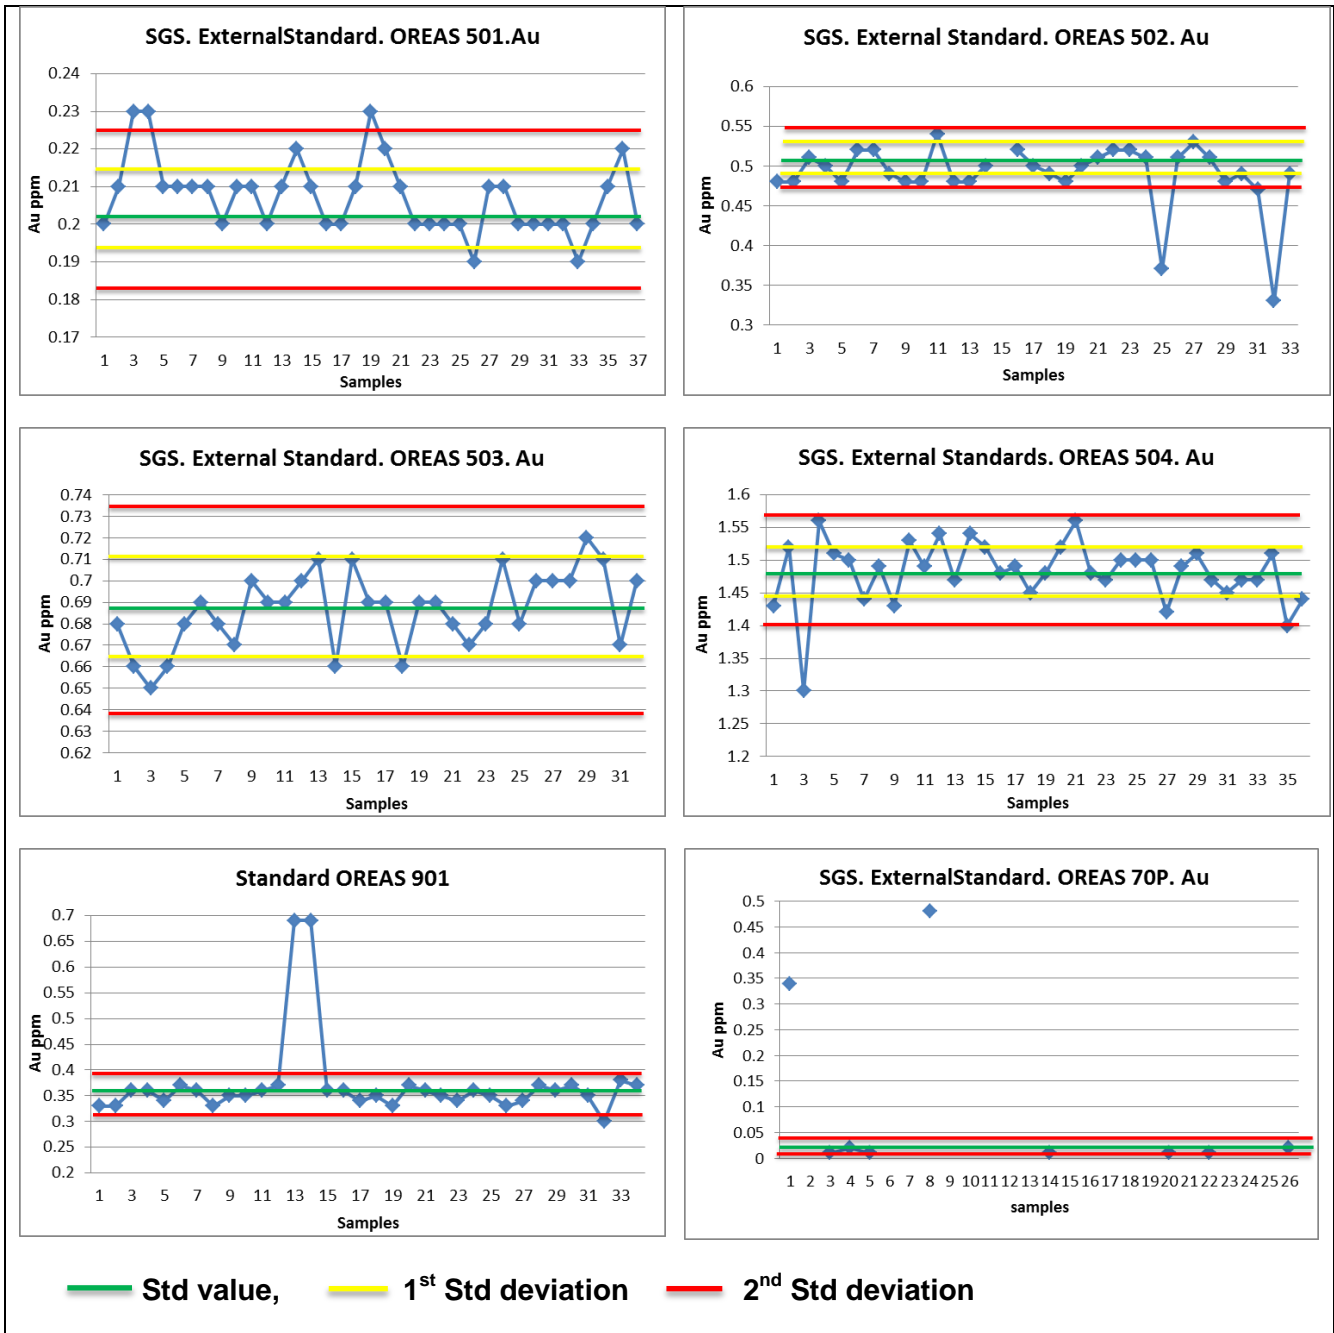 SGS. ExternalStandard. OREAS 501.Au
Au ppm
0.24
0.23
0.22
0.21
0.2
0.19
0.18
0.17
1 3 5 7 9 11 13 15 17 19 21 23 25 27 29 31 33 35 37
Samples
SGS. External Standard. OREAS 502. Au
Au ppm
0.6
0.55
0.5
0.45
0.4
0.35
0.3
1 3 5 7 9 11 13 15 17 19 21 23 25 27 29 31 33
Samples
SGS. External Standard. OREAS 503. Au
Au ppm
0.74
0.73
0.72
0.71
0.7
0.69
0.68
0.67
0.66
0.65
0.64
0.63
0.62
1 3 5 7 9 11 13 15 17 19 21 23 25 27 29 31
Samples
SGS. External Standards. OREAS 504. Au
Au ppm
1.6
1.55
1.5
1.45
1.4
1.35
1.3
1.25
1.2
1 3 5 7 9 11 13 15 17 19 21 23 25 27 29 31 33 35
Samples
Standard OREAS 901
Au ppm
0.7
0.65
0.6
0.55
0.5
0.45
0.4
0.35
0.3
0.25
0.2
1 3 5 7 9 11 13 15 17 19 21 23 25 27 29 31 33
Samples
SGS. ExternalStandard. OREAS 70P. Au
Au ppm
0.5
0.45
0.4
0.35
0.3
0.25
0.2
0.15
0.1
0.05
0
1 2 3 4 5 6 7 8 9 10 11 12 13 14 15 16 17 18 19 20 21 22 23 24 25 26
samples
Std value, 1st Std deviation 2nd Std deviation